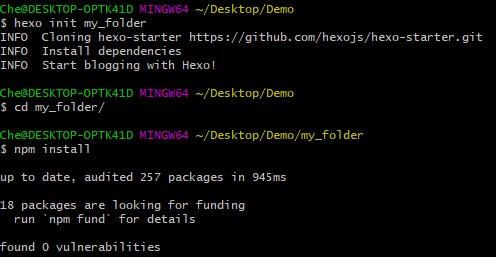 Che@DESKTOP-OPTK41D MINGW64 ~/Desktop/Demo
$ hexo init my_folder
INFO  Cloning hexo-starter https://github.com/hexojs/hexo-starter.git
INFO  Install dependencies
INFO  Start blogging with Hexo!
Che@DESKTOP-OPTK41D MINGW64 ~/Desktop/Demo
$ cd my_folder/
Che@DESKTOP-OPTK41D MINGW64 ~/Desktop/Demo/my_folder
$ npm install
up to date, audited 257 packages in 945ms
18 packages are looking for funding
  run `npm fund` for details
found 0 vulnerabilities